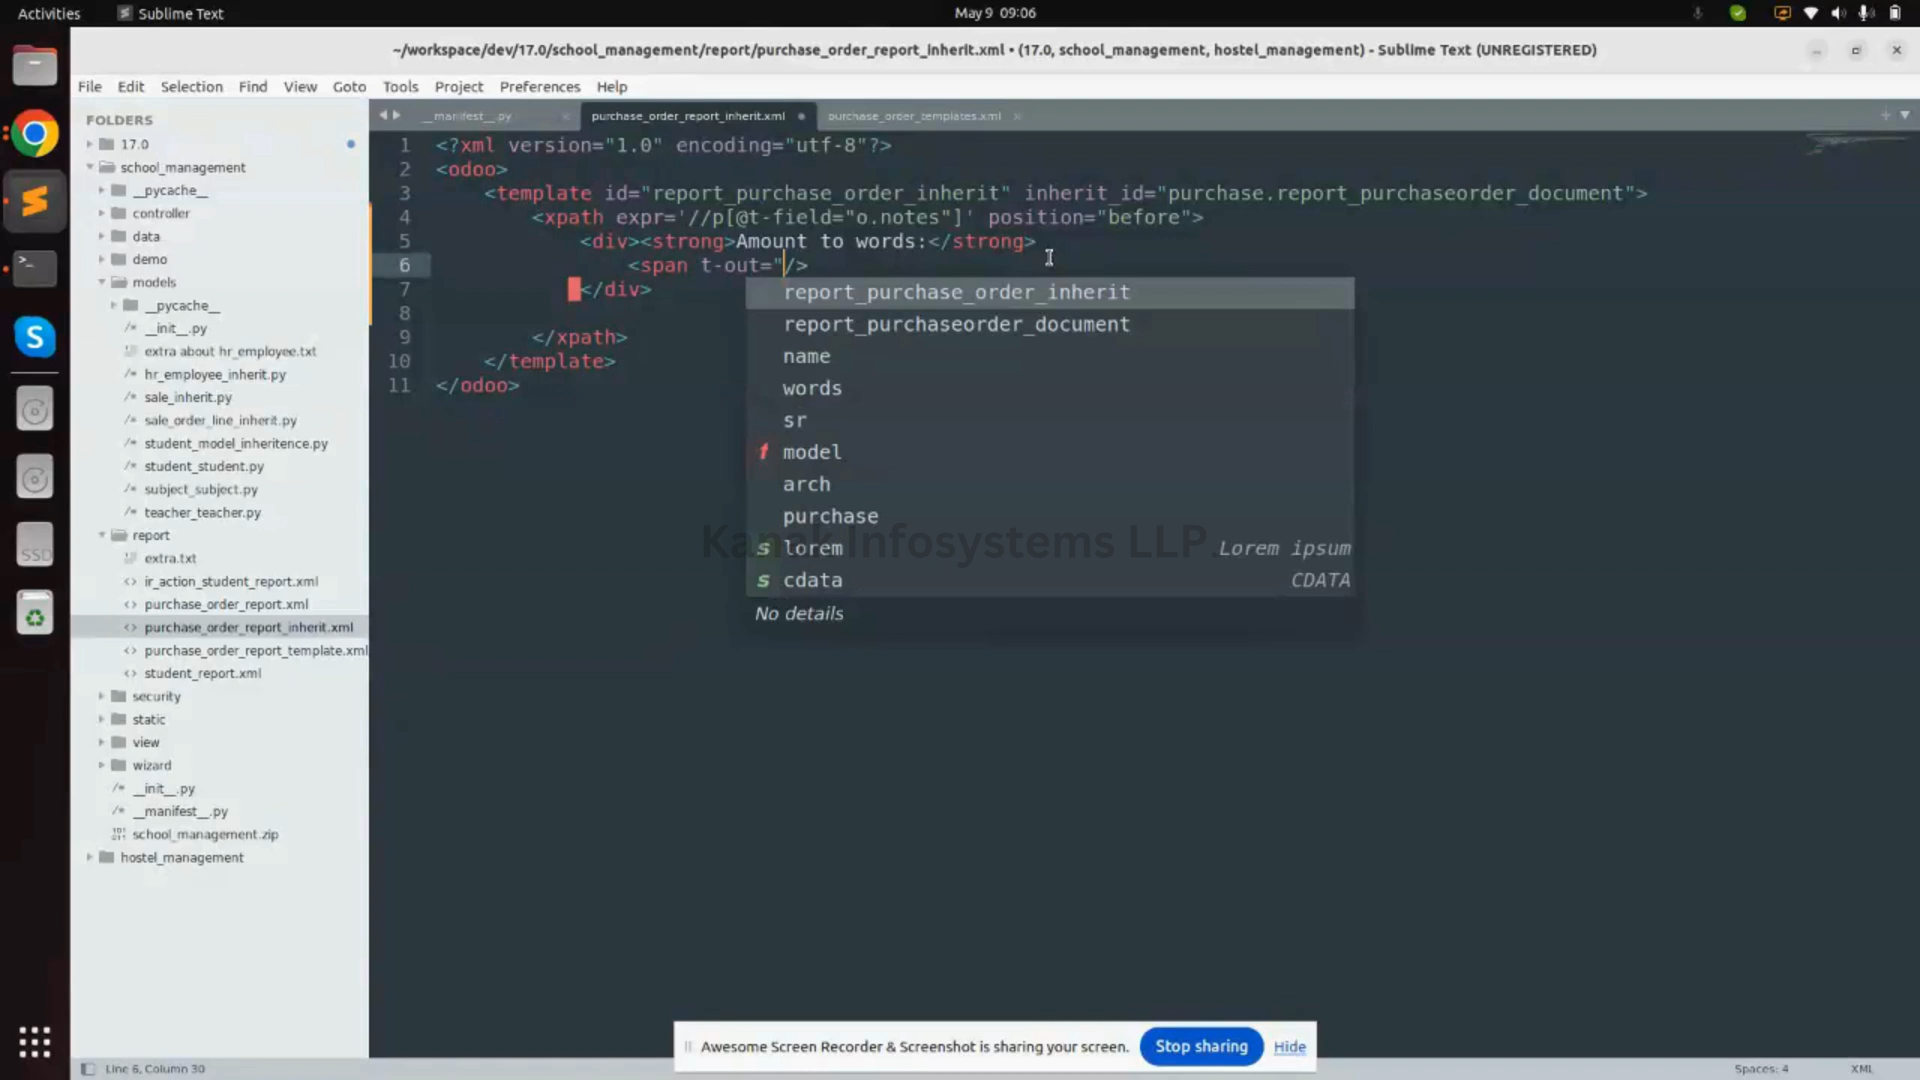 Activities
Sublime Text
May 9 09:06
~/workspace/dev/17.0/school_management/report/purchase_order_report_inherit.xml • (17.0, school_management, hostel_management) - Sublime Text (UNREGISTERED)
File Edit Selection Find View Goto Tools Project Preferences Help
FOLDERS
17.0
school_management
__pycache__
controller
data
demo
models
__pycache__
__init__.py
extra about hr_employee.txt
hr_employee_inherit.py
sale_inherit.py
sale_order_line_inherit.py
student_model_inheritence.py
student_student.py
subject_subject.py
teacher_teacher.py
report
extra.txt
ir_action_student_report.xml
purchase_order_report.xml
purchase_order_report_inherit.xml
purchase_order_report_template.xml
student_report.xml
security
static
view
wizard
__init__.py
__manifest__.py
school_management.zip
hostel_management
__manifest__.py
purchase_order_report_inherit.xml
purchase_order_templates.xml
1 <?xml version="1.0" encoding="utf-8"?>
2 <odoo>
3 <template id="report_purchase_order_inherit" inherit_id="purchase.report_purchaseorder_document">
4 <xpath expr='//p[@t-field="o.notes"]' position="before">
5 <div><strong>Amount to words:</strong>
6 <span t-out="/>
7 </div>
8
9 </xpath>
10 </template>
11 </odoo>
report_purchase_order_inherit
report_purchaseorder_document
name
words
sr
f model
arch
purchase
s lorem Lorem ipsum
s cdata CDATA
No details
Kanak Infosystems LLP.
SSD
Awesome Screen Recorder & Screenshot is sharing your screen.
Stop sharing
Hide
Line 6, Column 30
Spaces: 4
XML